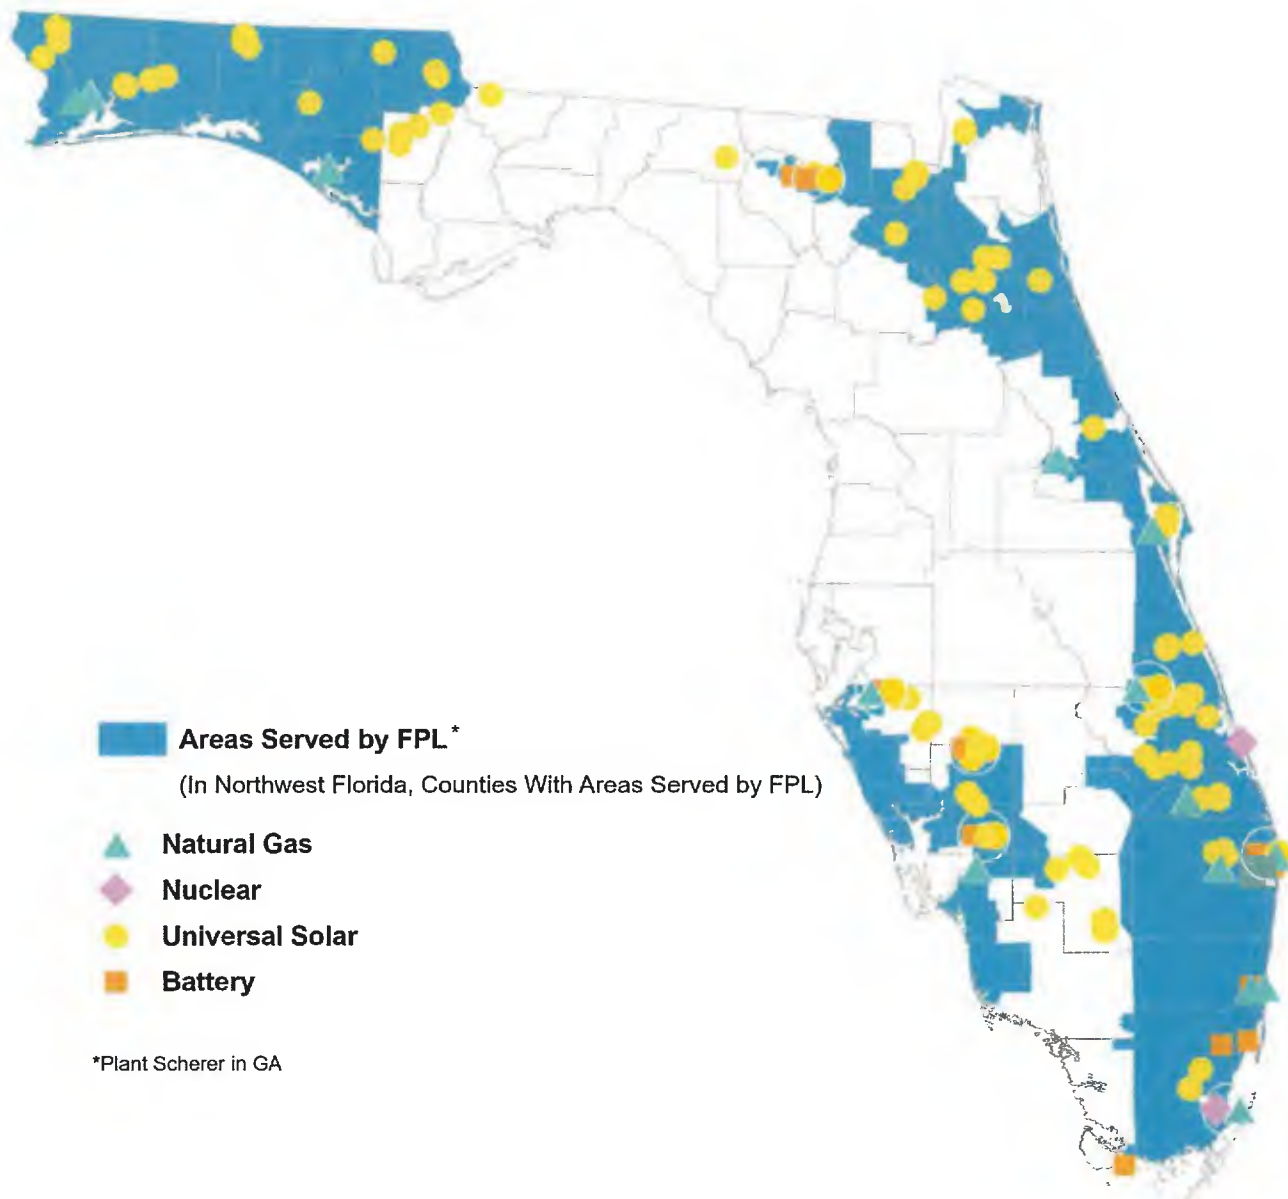 Areas Served by FPL*
(In Northwest Florida, Counties With Areas Served by FPL)
Natural Gas
Nuclear
Universal Solar
Battery
*Plant Scherer in GA